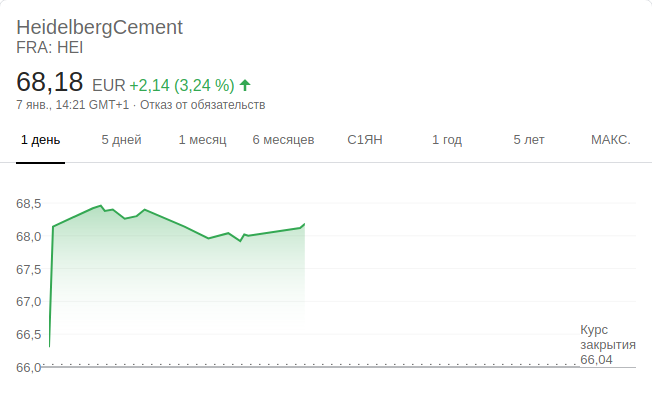 HeidelbergCement
FRA: HEI
68,18 EUR +2,14 (3,24 %)
7 янв., 14:21 GMT+1 · Отказ от обязательств
1 день 5 дней 1 месяц 6 месяцев С1ЯН 1 год 5 лет МАКС.
68,5
68,0
67,5
67,0
66,5
66,0
Курс
закрытия
66,04